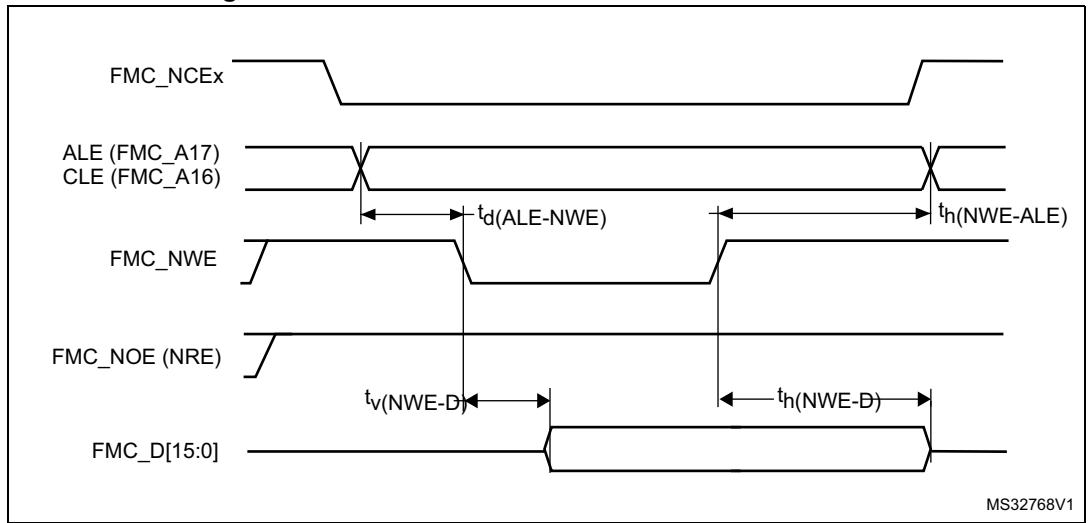 FMC_NCEx
ALE (FMC_A17)
CLE (FMC_A16)
td(ALE-NWE)
th(NWE-ALE)
FMC_NWE
FMC_NOE (NRE)
tv(NWE-D)
th(NWE-D)
FMC_D[15:0]
MS32768V1